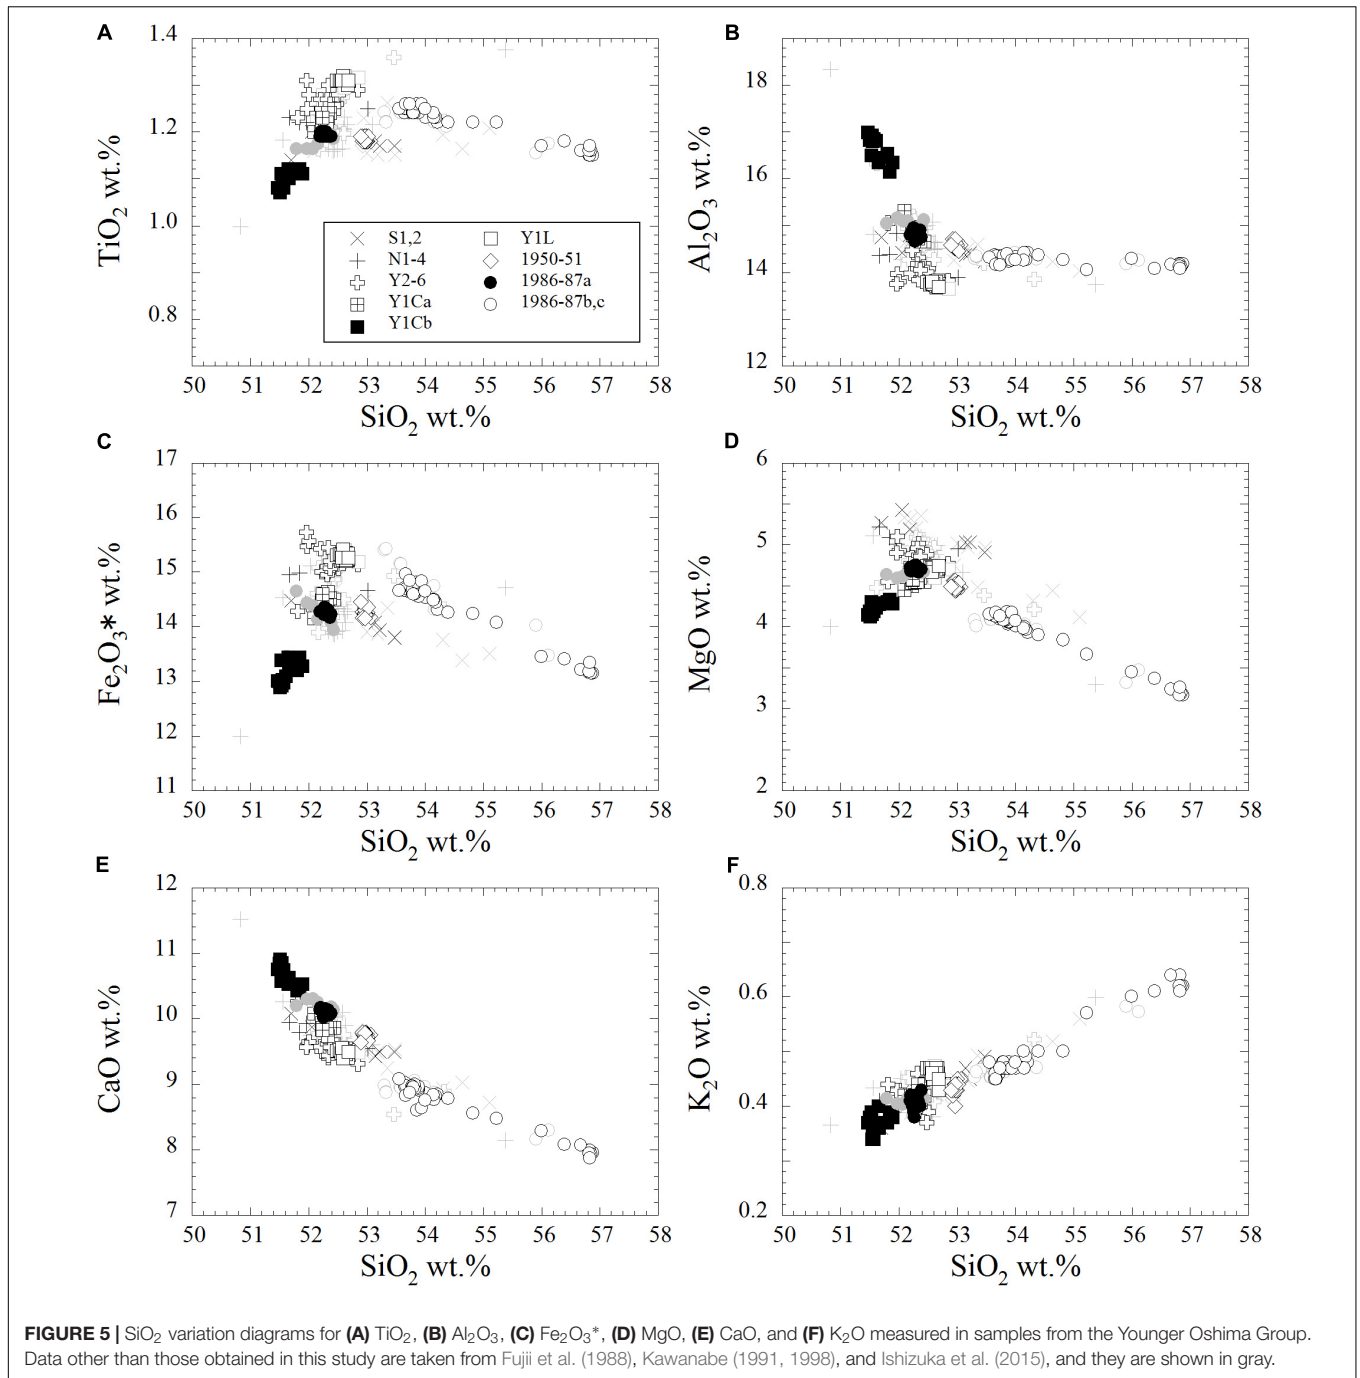 A
1.4
1.2
1.0
0.8
TiO2 wt.%
50 51 52 53 54 55 56 57 58
SiO2 wt.%
S1,2
N1-4
Y2-6
Y1Ca
Y1Cb
Y1L
1950-51
1986-87a
1986-87b,c
B
18
16
14
12
Al2O3 wt.%
50 51 52 53 54 55 56 57 58
SiO2 wt.%
C
17
16
15
14
13
12
11
Fe2O3* wt.%
50 51 52 53 54 55 56 57 58
SiO2 wt.%
D
6
5
4
3
2
MgO wt.%
50 51 52 53 54 55 56 57 58
SiO2 wt.%
E
12
11
10
9
8
7
CaO wt.%
50 51 52 53 54 55 56 57 58
SiO2 wt.%
F
0.8
0.6
0.4
0.2
K2O wt.%
50 51 52 53 54 55 56 57 58
SiO2 wt.%
FIGURE 5 | SiO2 variation diagrams for (A) TiO2, (B) Al2O3, (C) Fe2O3*, (D) MgO, (E) CaO, and (F) K2O measured in samples from the Younger Oshima Group.
Data other than those obtained in this study are taken from Fujii et al. (1988), Kawanabe (1991, 1998), and Ishizuka et al. (2015), and they are shown in gray.